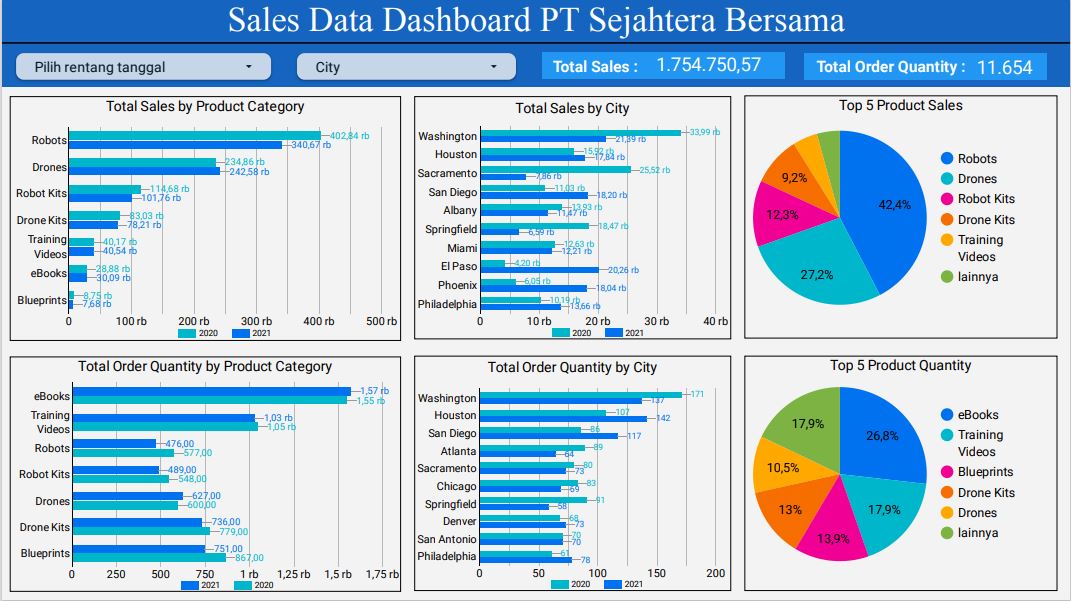 Sales Data Dashboard PT Sejahtera Bersama
Pilih rentang tanggal
City
Total Sales : 1.754.750,57
Total Order Quantity : 11.654
Total Sales by Product Category
Robots 402,84 rb
340,67 rb
Drones 234,86 rb
242,58 rb
Robot Kits 114,68 rb
101,76 rb
Drone Kits 83,03 rb
78,21 rb
Training
Videos
40,17 rb
40,54 rb
eBooks 28,88 rb
30,09 rb
Blueprints 8,75 rb
7,68 rb
0 100 rb 200 rb 300 rb 400 rb 500 rb
2020 2021
Total Sales by City
Washington 33,99 rb
21,39 rb
Houston 15,92 rb
17,84 rb
Sacramento 25,52 rb
7,86 rb
San Diego 11,03 rb
18,20 rb
Albany 13,93 rb
11,47 rb
Springfield 18,47 rb
6,59 rb
Miami 12,63 rb
12,21 rb
El Paso 4,20 rb
20,26 rb
Phoenix 6,05 rb
18,04 rb
Philadelphia 10,19 rb
13,66 rb
0 10 rb 20 rb 30 rb 40 rb
2020 2021
Top 5 Product Sales
42,4%
27,2%
12,3%
9,2%
Robots
Drones
Robot Kits
Drone Kits
Training
Videos
lainnya
Total Order Quantity by Product Category
eBooks 1,57 rb
1,55 rb
Training
Videos
1,03 rb
1,05 rb
Robots 476,00
577,00
Robot Kits 489,00
548,00
Drones 627,00
600,00
Drone Kits 736,00
779,00
Blueprints 751,00
867,00
0 250 500 750 1 rb 1,25 rb 1,5 rb 1,75 rb
2021 2020
Total Order Quantity by City
Washington 171
137
Houston 107
142
San Diego 86
117
Atlanta 89
64
Sacramento 80
73
Chicago 83
69
Springfield 91
58
Denver 68
73
San Antonio 70
70
Philadelphia 61
78
0 50 100 150 200
2020 2021
Top 5 Product Quantity
26,8%
17,9%
13,9%
13%
10,5%
17,9%
eBooks
Training
Videos
Blueprints
Drone Kits
Drones
lainnya